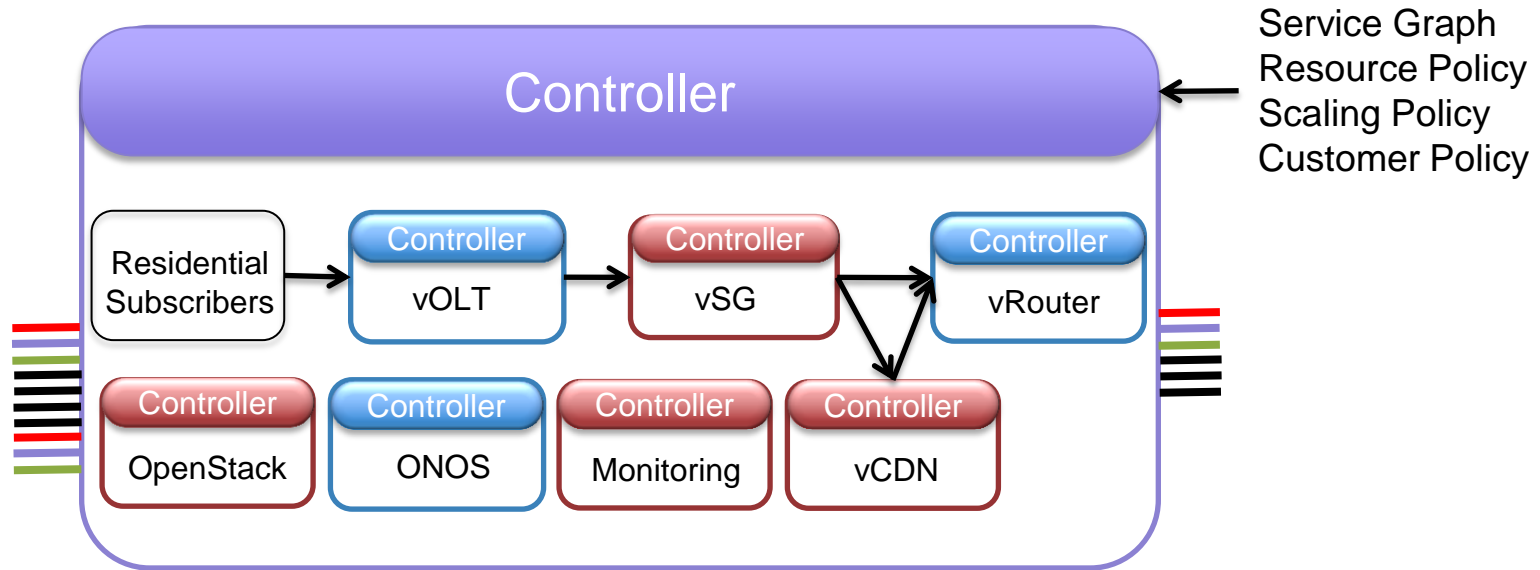 Service Graph
Resource Policy
Scaling Policy
Customer Policy
Controller
Residential
Subscribers
Controller
vOLT
Controller
vSG
Controller
vRouter
Controller
OpenStack
Controller
ONOS
Controller
Monitoring
Controller
vCDN